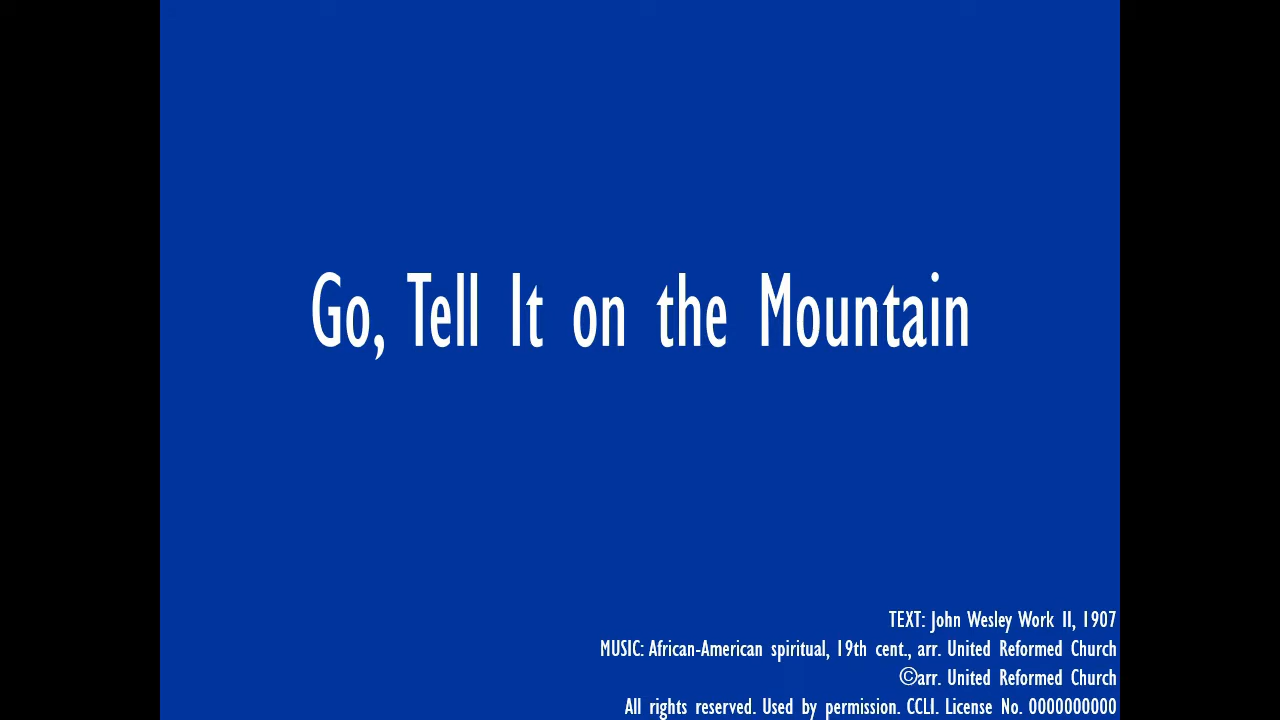 Go, Tell It on the Mountain
TEXT: John Wesley Work II, 1907
MUSIC: African-American spiritual, 19th cent., arr. United Reformed Church
©arr. United Reformed Church
All rights reserved. Used by permission. CCLI. License No. 0000000000